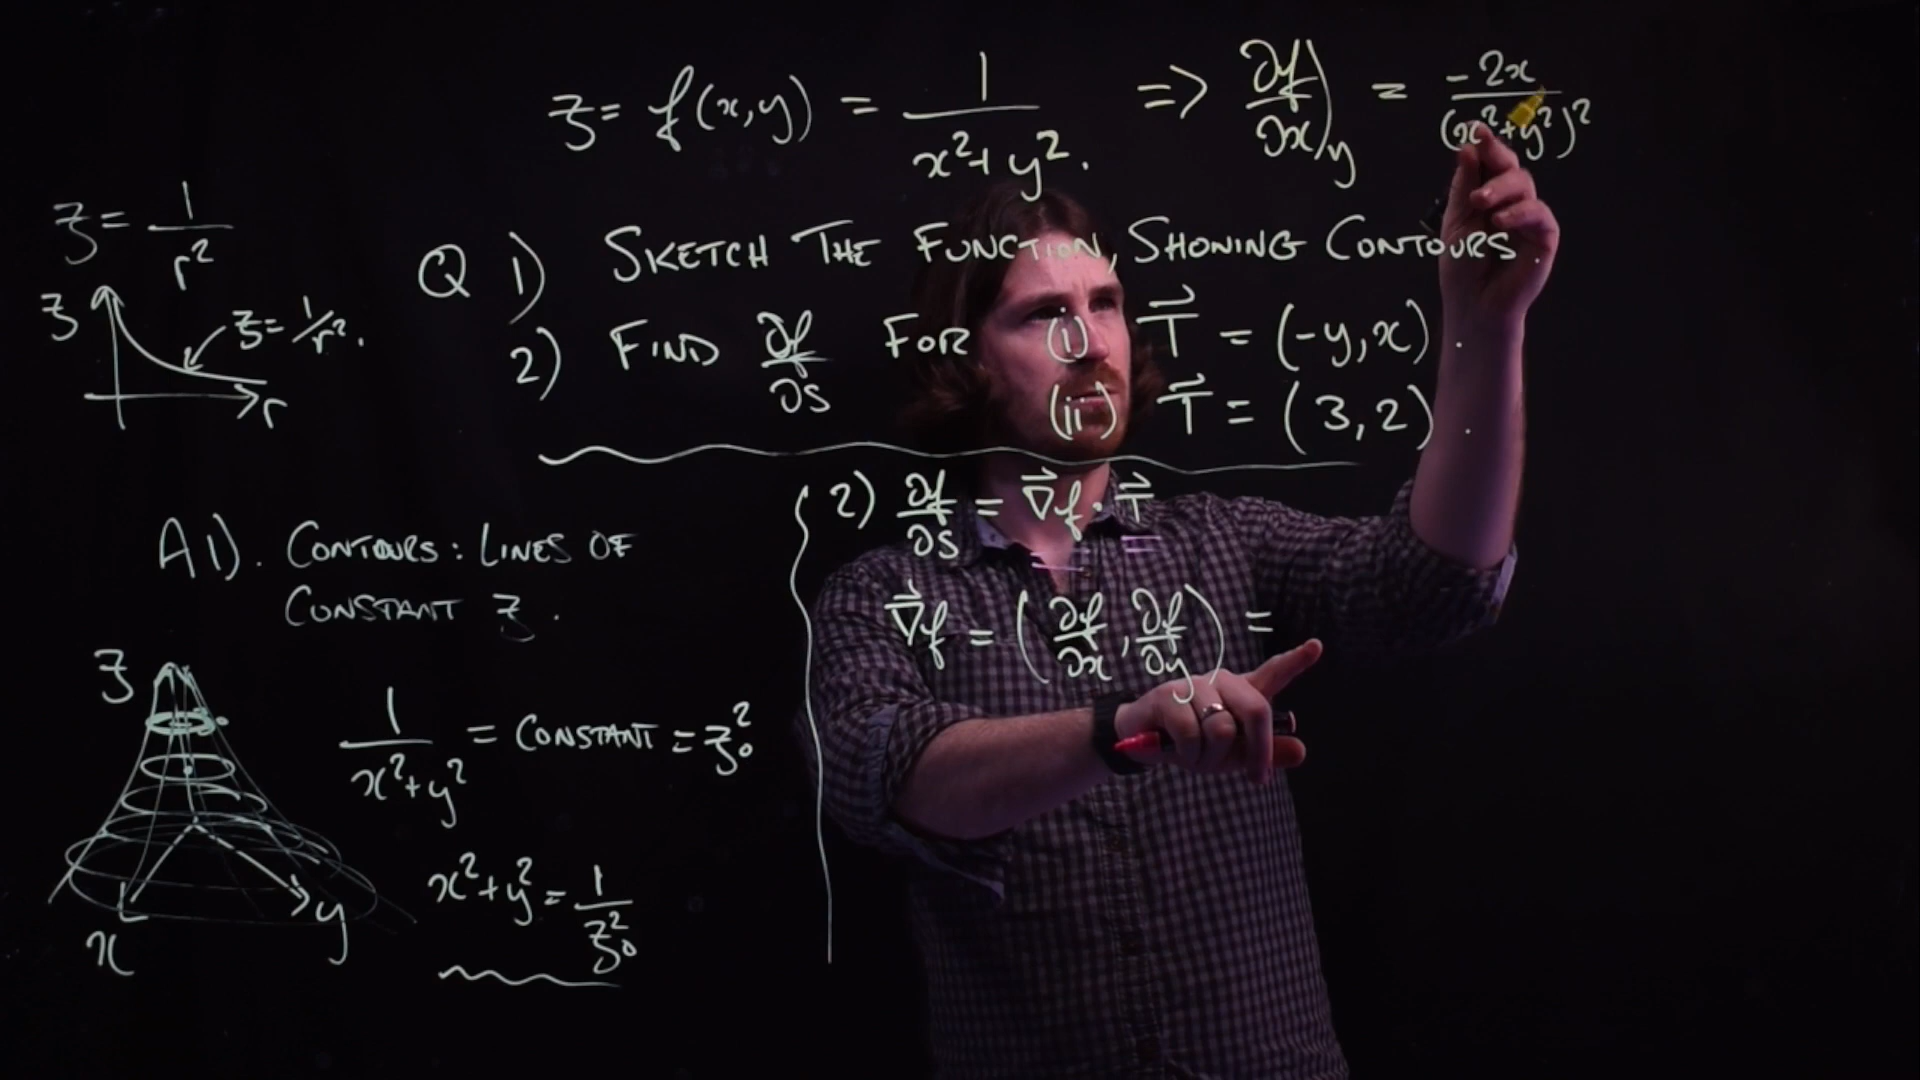 z = f(x,y) = 1/(x²+y²). => ∂f/∂x)y = -2x/(x²+y²)²
z = 1/r²
z
z = 1/r².
r
Q 1) SKETCH THE FUNCTION, SHOWING CONTOURS.
2) FIND ∂f/∂s FOR (i) T⃗ = (-y,x).
(ii) T⃗ = (3,2).
A1). CONTOURS: LINES OF
CONSTANT z.
z
x
y
1/(x²+y²) = CONSTANT = z₀²
x²+y² = 1/z₀²
2) ∂f/∂s = ∇⃗f · T⃗
∇⃗f = (∂f/∂x, ∂f/∂y) =